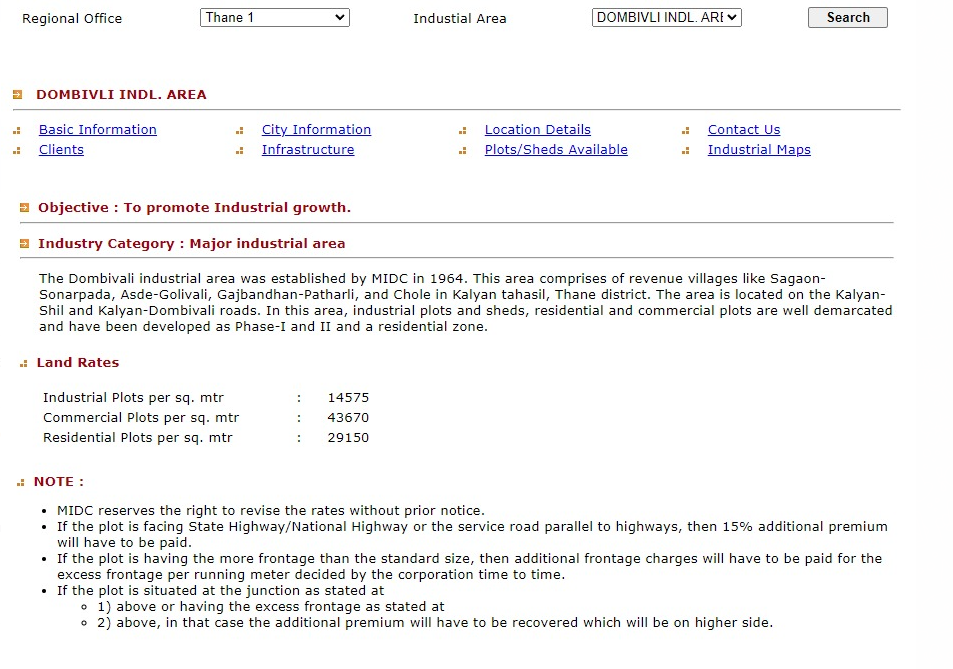 Regional Office Thane 1 Industial Area DOMBIVLI INDL. ARE Search
DOMBIVLI INDL. AREA
Basic Information City Information Location Details Contact Us
Clients Infrastructure Plots/Sheds Available Industrial Maps
Objective : To promote Industrial growth.
Industry Category : Major industrial area
The Dombivali industrial area was established by MIDC in 1964. This area comprises of revenue villages like Sagaon-
Sonarpada, Asde-Golivali, Gajbandhan-Patharli, and Chole in Kalyan tahasil, Thane district. The area is located on the Kalyan-
Shil and Kalyan-Dombivali roads. In this area, industrial plots and sheds, residential and commercial plots are well demarcated
and have been developed as Phase-I and II and a residential zone.
Land Rates
Industrial Plots per sq. mtr : 14575
Commercial Plots per sq. mtr : 43670
Residential Plots per sq. mtr : 29150
NOTE :
• MIDC reserves the right to revise the rates without prior notice.
• If the plot is facing State Highway/National Highway or the service road parallel to highways, then 15% additional premium
will have to be paid.
• If the plot is having the more frontage than the standard size, then additional frontage charges will have to be paid for the
excess frontage per running meter decided by the corporation time to time.
• If the plot is situated at the junction as stated at
◦ 1) above or having the excess frontage as stated at
◦ 2) above, in that case the additional premium will have to be recovered which will be on higher side.